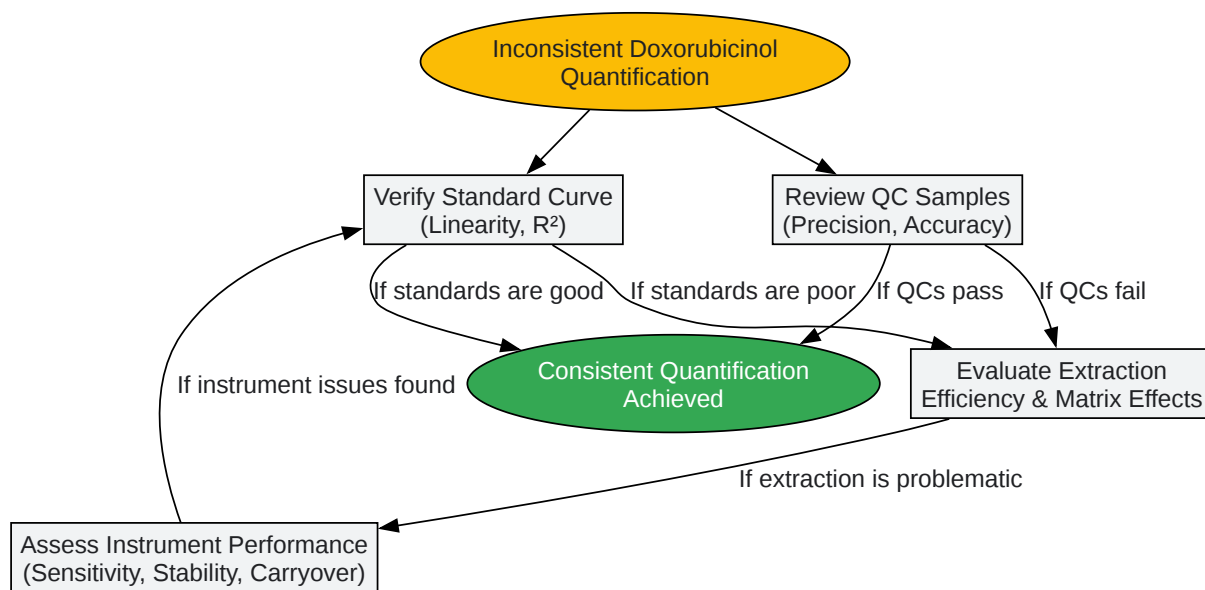 Inconsistent Doxorubicinol
Quantification
Verify Standard Curve
(Linearity, R²)
Review QC Samples
(Precision, Accuracy)
If standards are good
If standards are poor
If QCs pass
If QCs fail
Consistent Quantification
Achieved
Evaluate Extraction
Efficiency & Matrix Effects
If instrument issues found
If extraction is problematic
Assess Instrument Performance
(Sensitivity, Stability, Carryover)